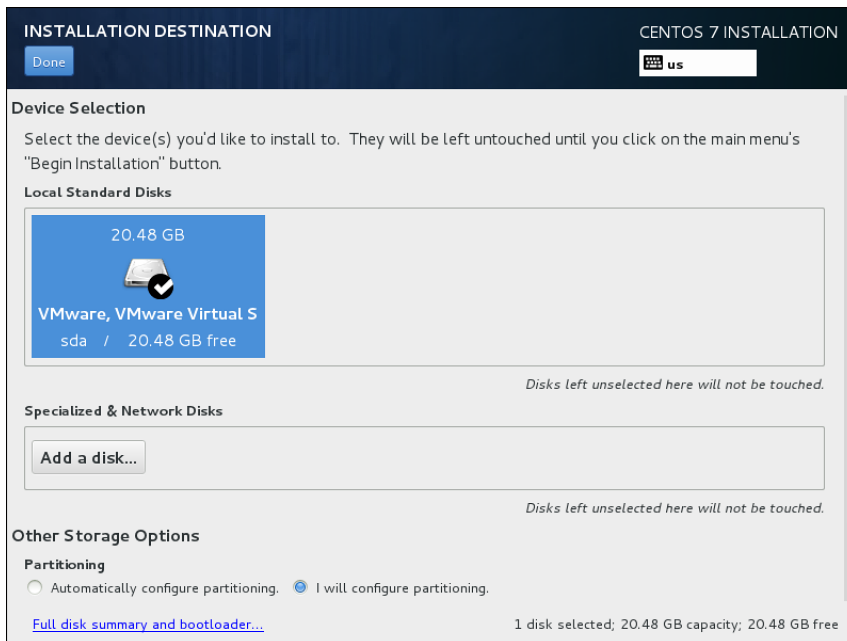 INSTALLATION DESTINATION
CENTOS 7 INSTALLATION
Done
us
Device Selection
Select the device(s) you'd like to install to.  They will be left untouched until you click on the main menu's
"Begin Installation" button.
Local Standard Disks
20.48 GB
VMware, VMware Virtual S
sda / 20.48 GB free
Disks left unselected here will not be touched.
Specialized & Network Disks
Add a disk...
Disks left unselected here will not be touched.
Other Storage Options
Partitioning
Automatically configure partitioning. I will configure partitioning.
Full disk summary and bootloader... 1 disk selected; 20.48 GB capacity; 20.48 GB free